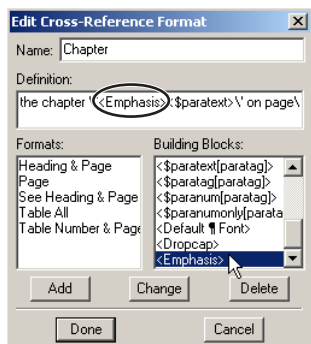 Edit Cross-Reference Format
Name: Chapter
Definition:
the chapter '<Emphasis><$paratext>\' on page\
Formats: Building Blocks:
Heading & Page <$paratext[paratag]>
Page <$paratag[paratag]>
See Heading & Page <$paranum[paratag]>
Table All <$paranumonly[parata
Table Number & Page <Default ¶ Font>
<Dropcap>
<Emphasis>
Add Change Delete
Done Cancel